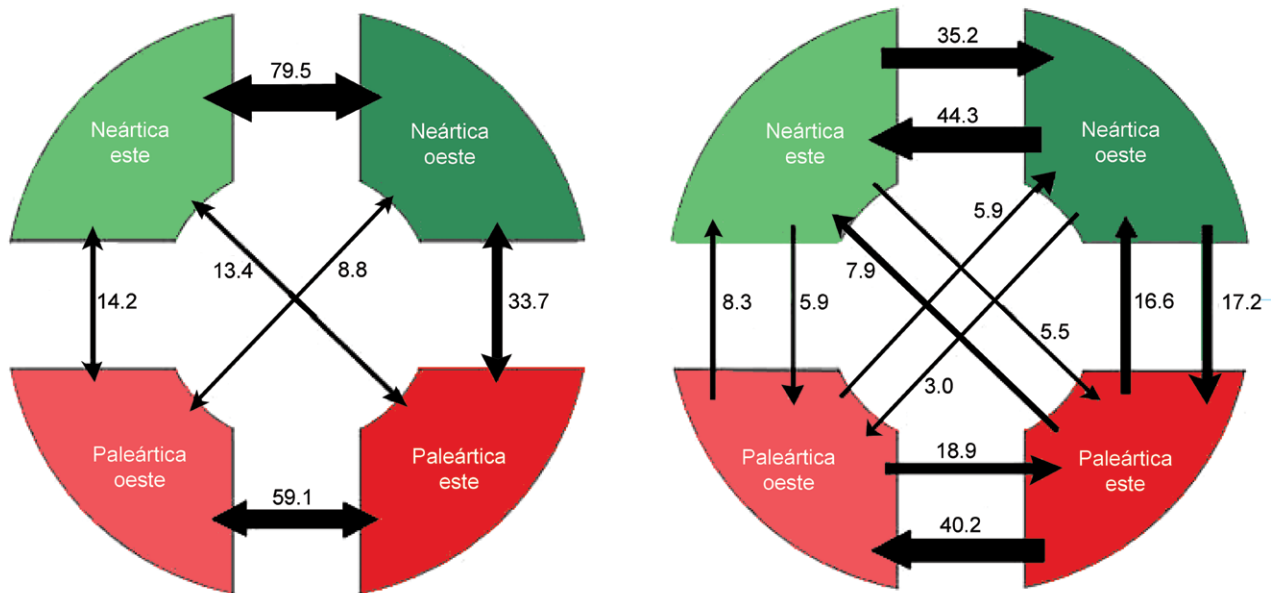 79.5
Neártica
este
Neártica
oeste
13.4
8.8
14.2
33.7
Paleártica
oeste
Paleártica
este
59.1
35.2
Neártica
este
44.3
Neártica
oeste
5.9
7.9
8.3
5.9
5.5
16.6
17.2
3.0
Paleártica
oeste
18.9
Paleártica
este
40.2